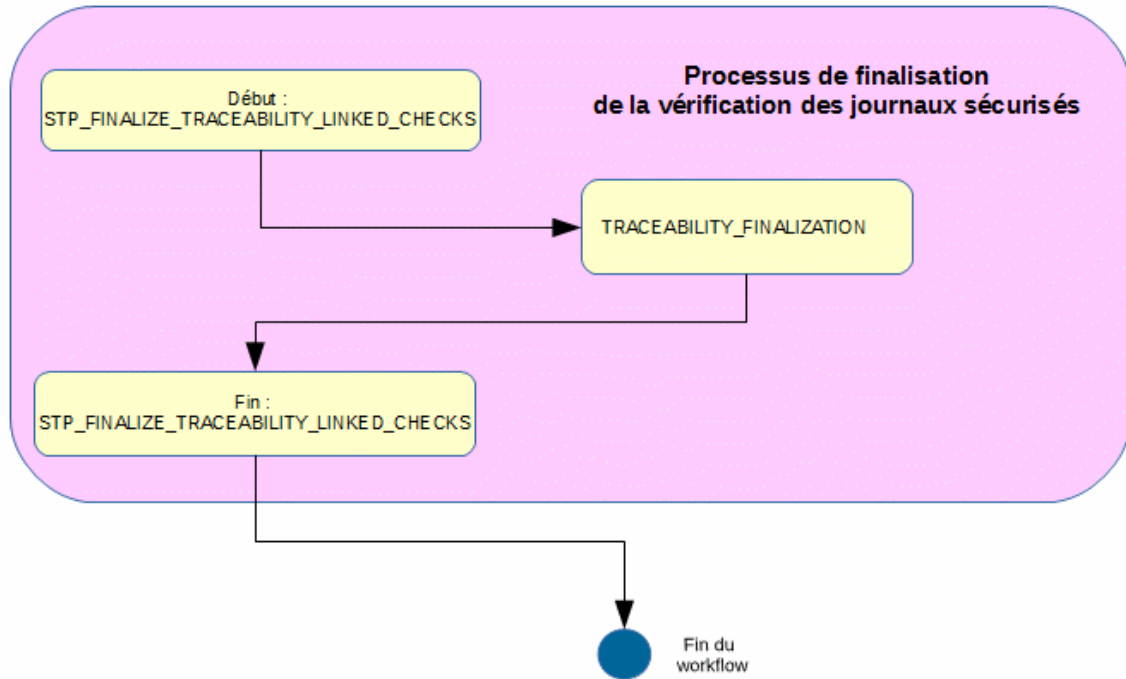 Processus de finalisation
de la vérification des journaux sécurisés
Début :
STP_FINALIZE_TRACEABILITY_LINKED_CHECKS
TRACEABILITY_FINALIZATION
Fin :
STP_FINALIZE_TRACEABILITY_LINKED_CHECKS
Fin du
workflow